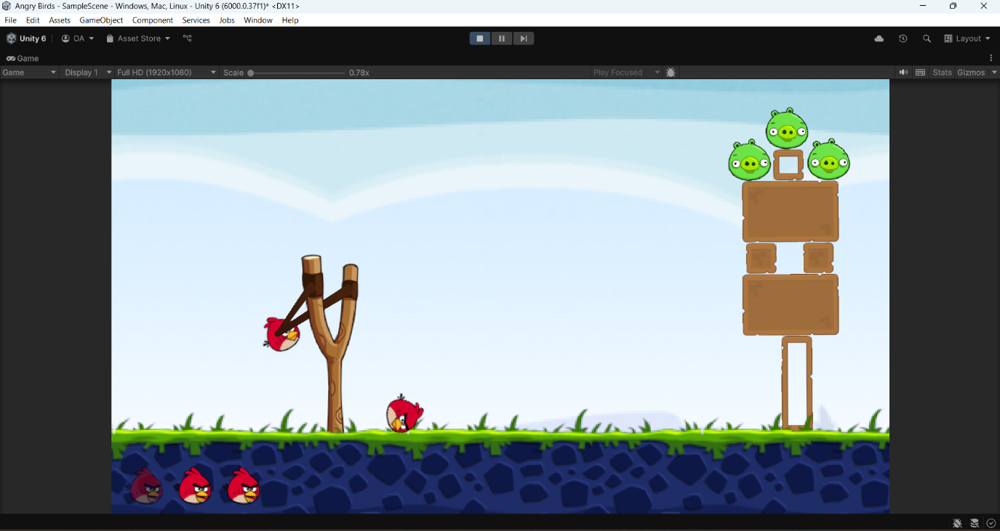 Angry Birds - SampleScene - Windows, Mac, Linux - Unity 6 (6000.0.37f1)* <DX11>
File Edit Assets GameObject Component Services Jobs Window Help
Unity 6 OA Asset Store Layout
Game
Game Display 1 Full HD (1920x1080) Scale 0.78x Play Focused Stats Gizmos